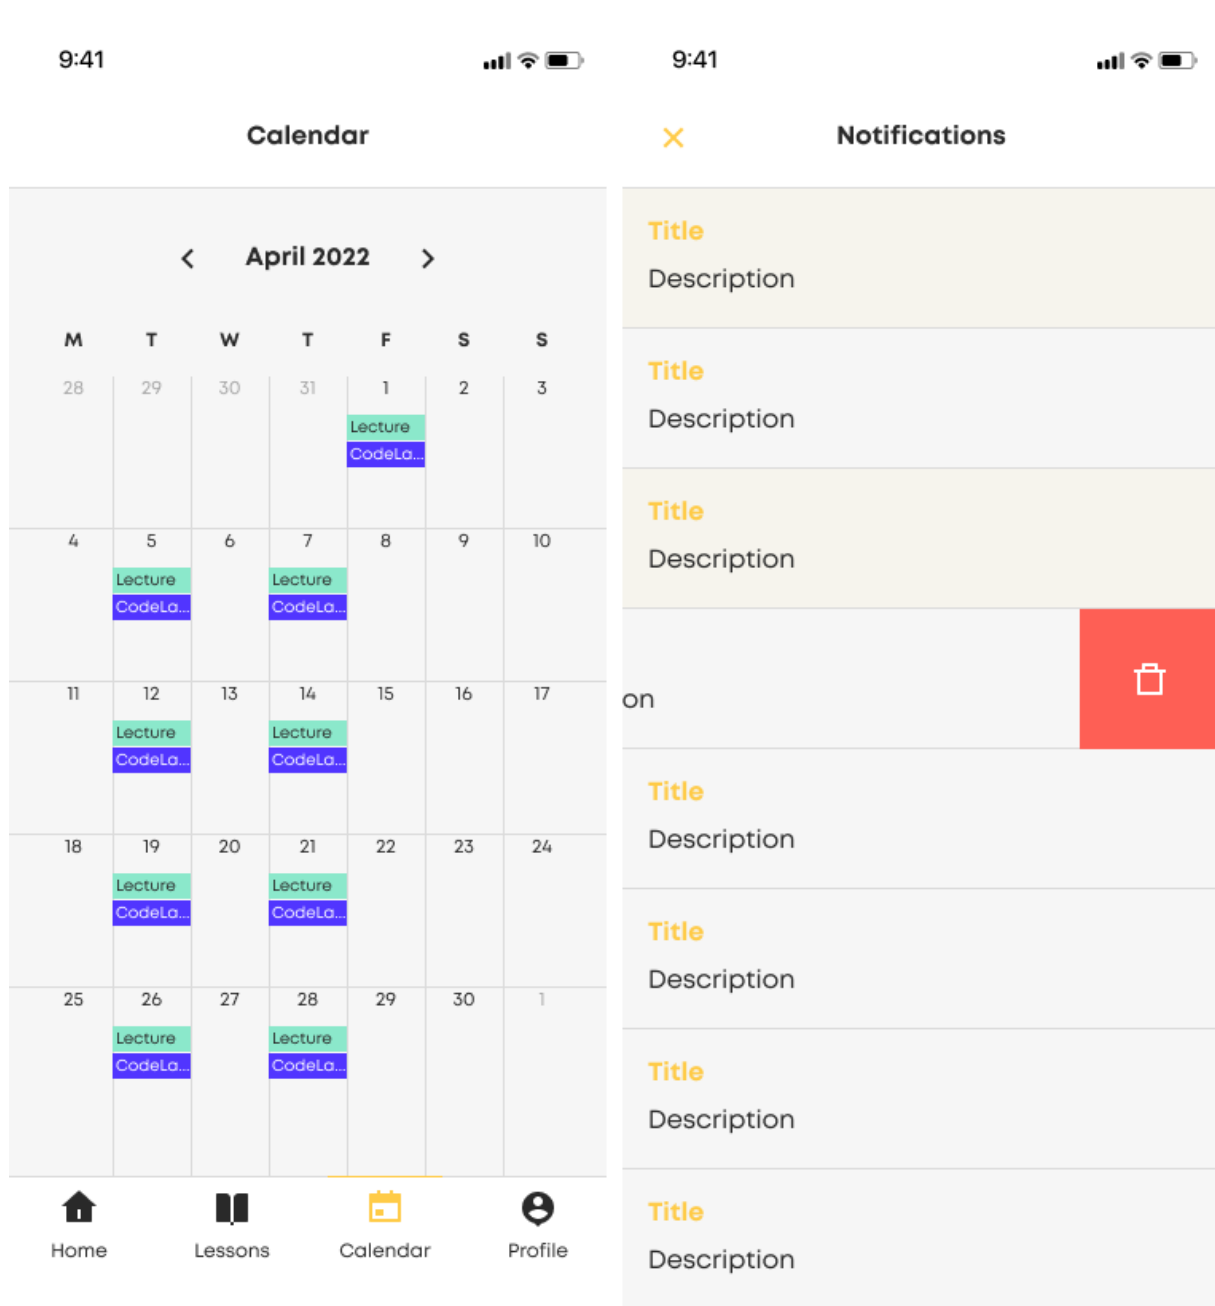 9:41
Calendar
April 2022
M T W T F S S
28 29 30 31 1 2 3
Lecture
CodeLa...
4 5 6 7 8 9 10
Lecture Lecture
CodeLa... CodeLa...
11 12 13 14 15 16 17
Lecture Lecture
CodeLa... CodeLa...
18 19 20 21 22 23 24
Lecture Lecture
CodeLa... CodeLa...
25 26 27 28 29 30 1
Lecture Lecture
CodeLa... CodeLa...
Home Lessons Calendar Profile
9:41
Notifications
Title
Description
Title
Description
Title
Description
on
Title
Description
Title
Description
Title
Description
Title
Description